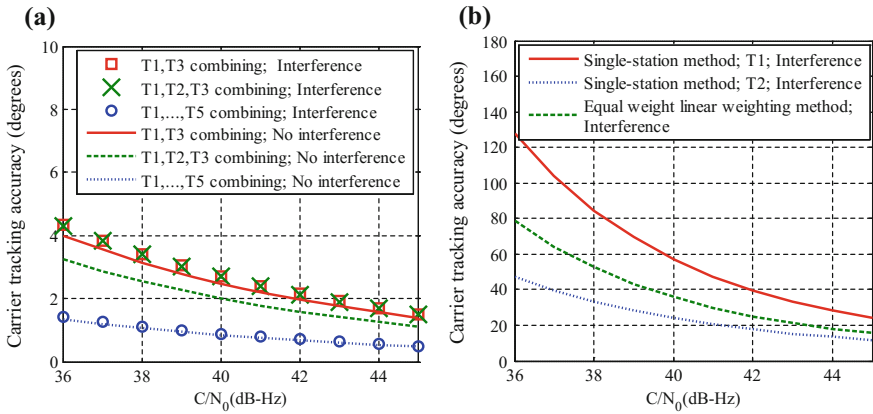 (a)
10
8
6
4
2
0
36
38
40
42
44
Carrier tracking accuracy (degrees)
C/N0(dB-Hz)
T1,T3 combining; Interference
T1,T2,T3 combining; Interference
T1,...,T5 combining; Interference
T1,T3 combining; No interference
T1,T2,T3 combining; No interference
T1,...,T5 combining; No interference
(b)
180
160
140
120
100
80
60
40
20
0
36
38
40
42
44
Carrier tracking accuracy (degrees)
C/N0(dB-Hz)
Single-station method; T1; Interference
Single-station method; T2; Interference
Equal weight linear weighting method;
Interference